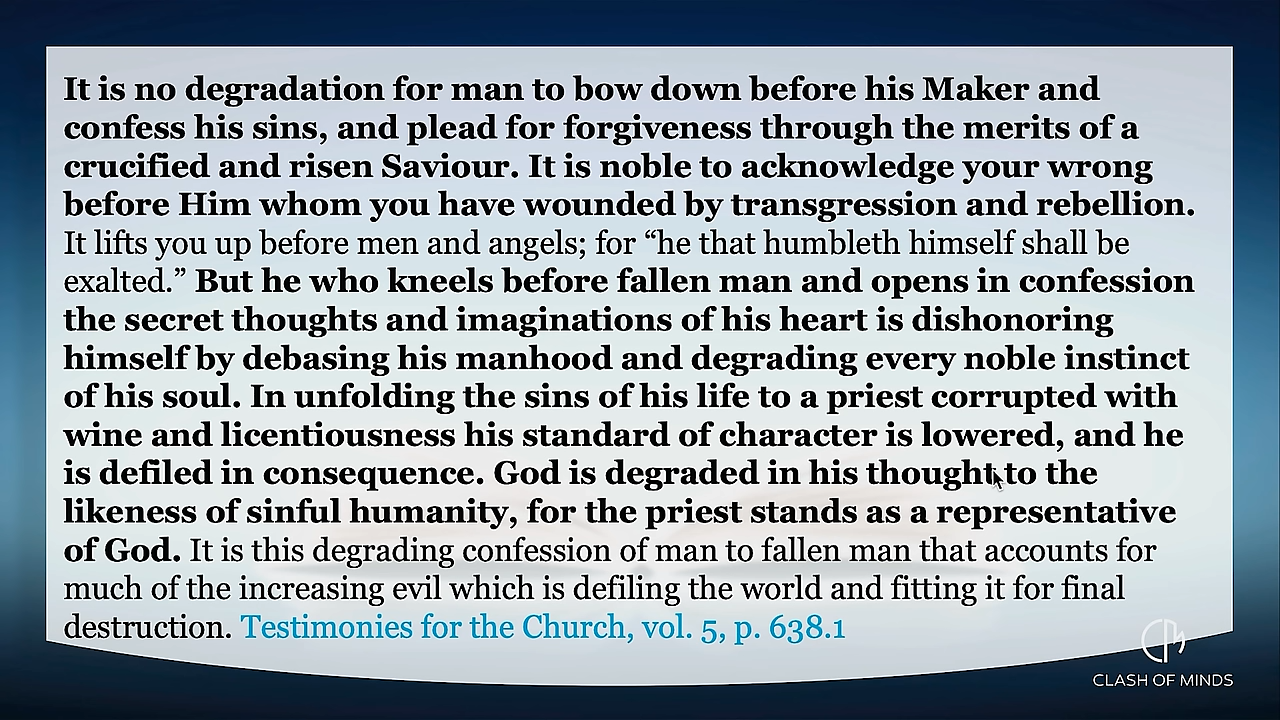 It is no degradation for man to bow down before his Maker and
confess his sins, and plead for forgiveness through the merits of a
crucified and risen Saviour. It is noble to acknowledge your wrong
before Him whom you have wounded by transgression and rebellion.
It lifts you up before men and angels; for “he that humbleth himself shall be
exalted.” But he who kneels before fallen man and opens in confession
the secret thoughts and imaginations of his heart is dishonoring
himself by debasing his manhood and degrading every noble instinct
of his soul. In unfolding the sins of his life to a priest corrupted with
wine and licentiousness his standard of character is lowered, and he
is defiled in consequence. God is degraded in his thought to the
likeness of sinful humanity, for the priest stands as a representative
of God. It is this degrading confession of man to fallen man that accounts for
much of the increasing evil which is defiling the world and fitting it for final
destruction. Testimonies for the Church, vol. 5, p. 638.1
CLASH OF MINDS